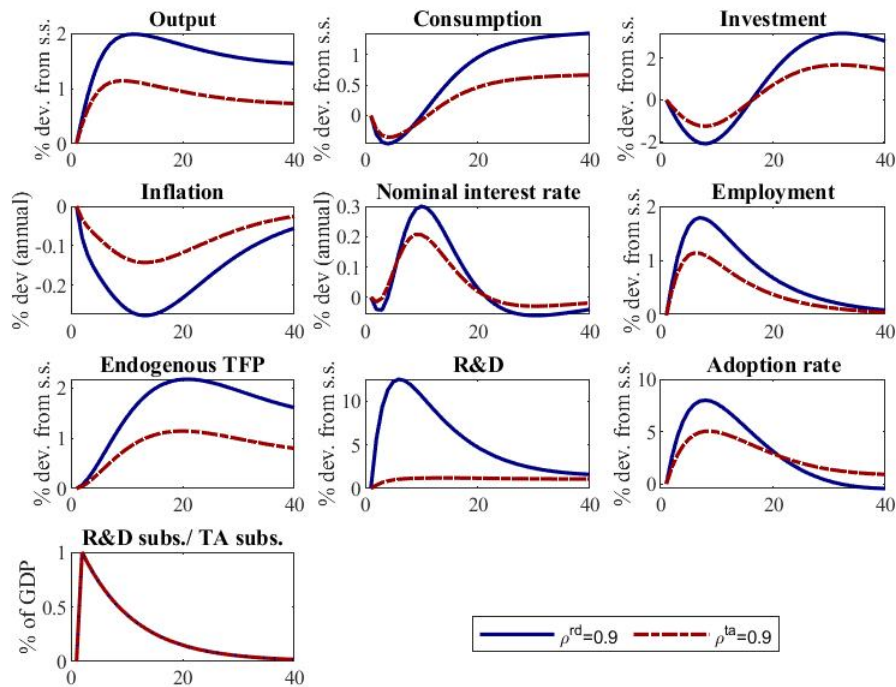 Output Consumption Investment
% dev. from s.s. % dev. from s.s. % dev. from s.s.
2 1 0
1 0.5 0
2 0 -2
0 20 40 0 20 40 0 20 40
Inflation Nominal interest rate Employment
% dev (annual) % dev (annual) % dev. from s.s.
0 -0.1 -0.2
0.3 0.2 0.1 0
2 1 0
0 20 40 0 20 40 0 20 40
Endogenous TFP R&D Adoption rate
% dev. from s.s. % dev. from s.s. % dev. from s.s.
2 1 0
10 5 0
10 5 0
0 20 40 0 20 40 0 20 40
R&D subs./ TA subs.
% of GDP
1 0.5 0
0 20 40
ρrd=0.9 ρta=0.9